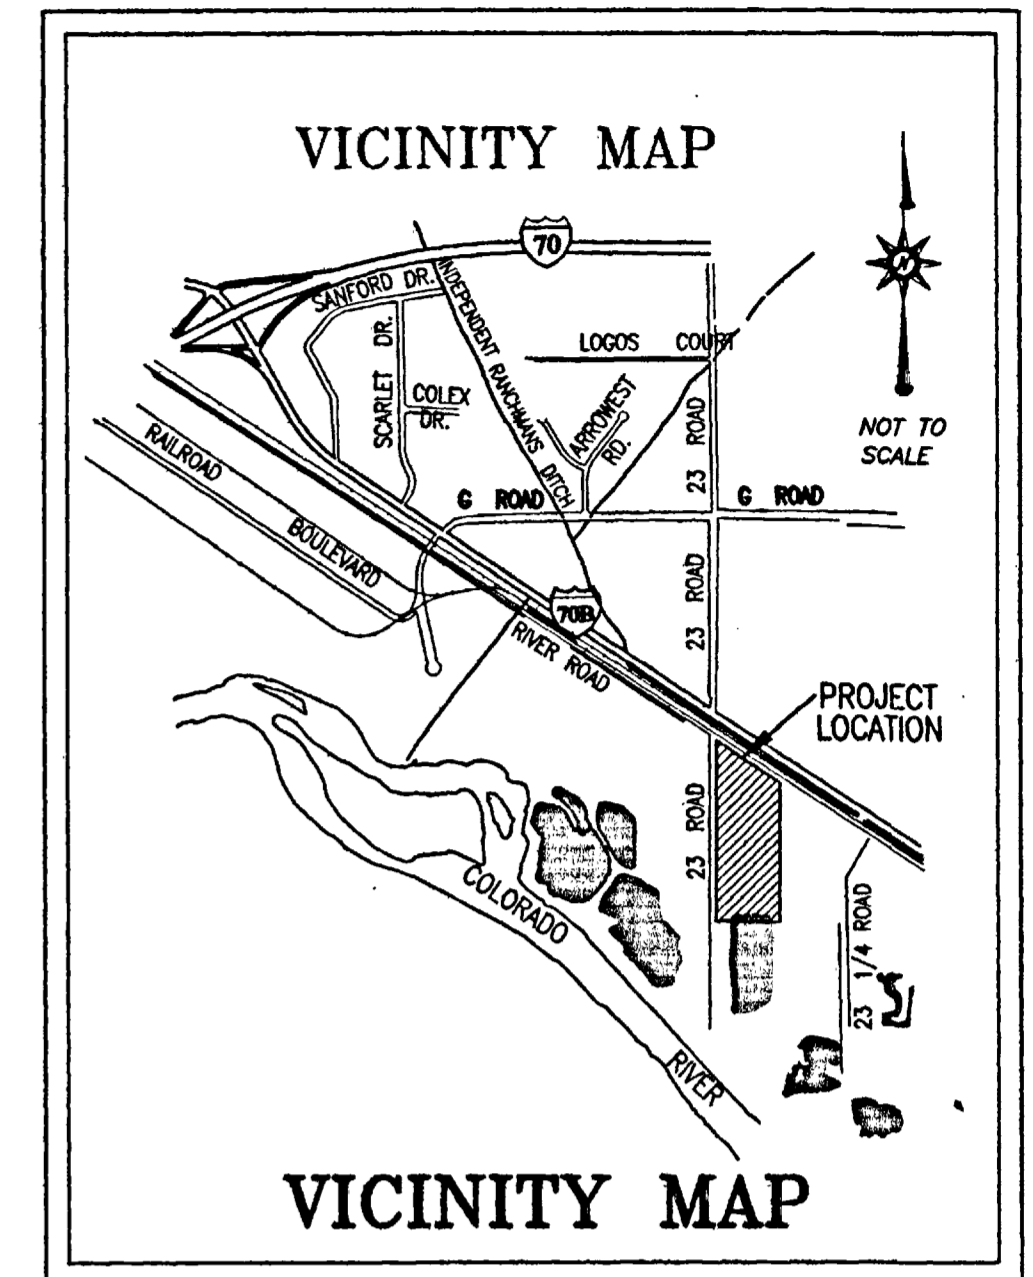 VICINITY MAP
70
N
SANFORD DR.
INDEPENDENT RANCHMANS DITCH
LOGOS COURT
SCARLET DR.
COLEX
DR.
ARROWEST
RD.
23 ROAD
NOT TO
SCALE
RAILROAD
BOULEVARD
G ROAD
G ROAD
23 ROAD
70B
RIVER ROAD
PROJECT
LOCATION
23 ROAD
COLORADO
RIVER
23 1/4 ROAD
VICINITY MAP